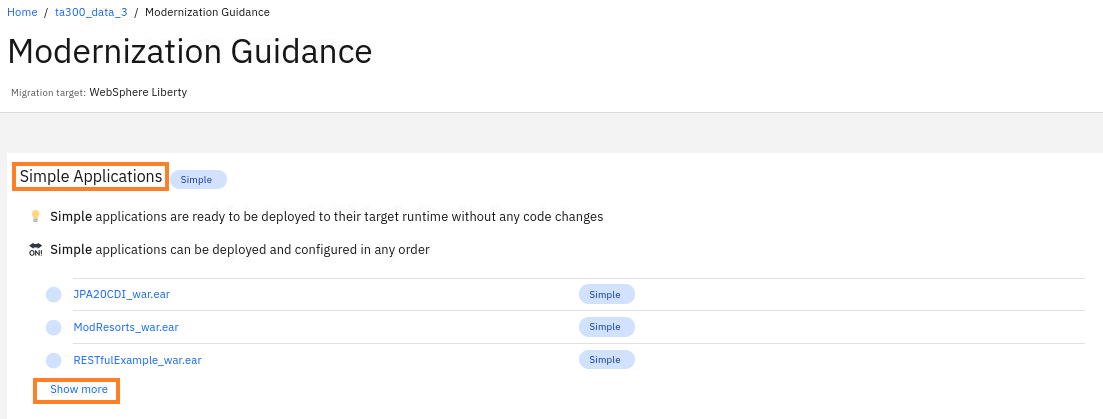 Home / ta300_data_3 / Modernization Guidance
Modernization Guidance
Migration target: WebSphere Liberty
Simple Applications Simple
Simple applications are ready to be deployed to their target runtime without any code changes
ON! Simple applications can be deployed and configured in any order
JPA20CDI_war.ear Simple
ModResorts_war.ear Simple
RESTfulExample_war.ear Simple
Show more